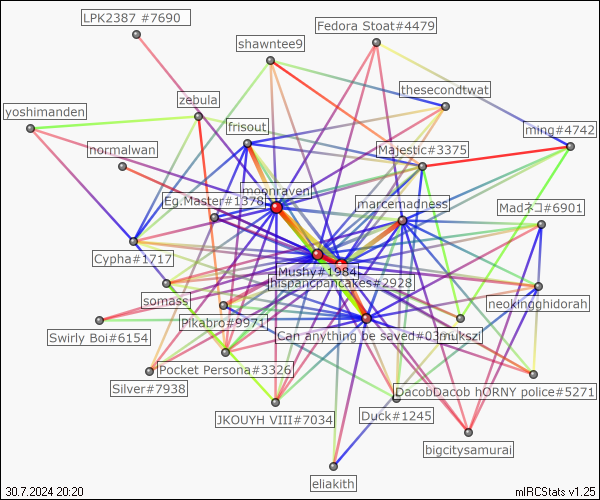 LPK2387 #7690
Fedora Stoat#4479
shawntee9
thesecondtwat
zebula
yoshimanden
frisout
ming#4742
normalwan
Majestic#3375
moonraven
Eg.Master#1378
marcemadness
Madネコ#6901
Cypha#1717
Mushy#1984
hispancpancakes#2928
somass
neokingghidorah
Pikabro#9971
Swirly Boi#6154
Can anything be saved#03
mukszi
Pocket Persona#3326
Silver#7938
DacobDacob hORNY police#5271
JKOUYH VIII#7034
Duck#1245
bigcitysamurai
eliakith
30.7.2024 20:20
mIRCStats v1.25